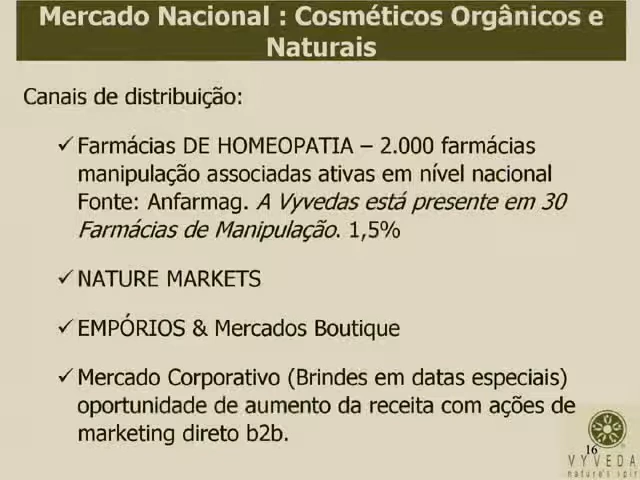 Mercado Nacional : Cosméticos Orgânicos e
Naturais
Canais de distribuição:
✓ Farmácias DE HOMEOPATIA – 2.000 farmácias
manipulação associadas ativas em nível nacional
Fonte: Anfarmag. A Vyvedas está presente em 30
Farmácias de Manipulação. 1,5%
✓ NATURE MARKETS
✓ EMPÓRIOS & Mercados Boutique
✓ Mercado Corporativo (Brindes em datas especiais)
oportunidade de aumento da receita com ações de
marketing direto b2b.
16
VYVEDA
nature's spir